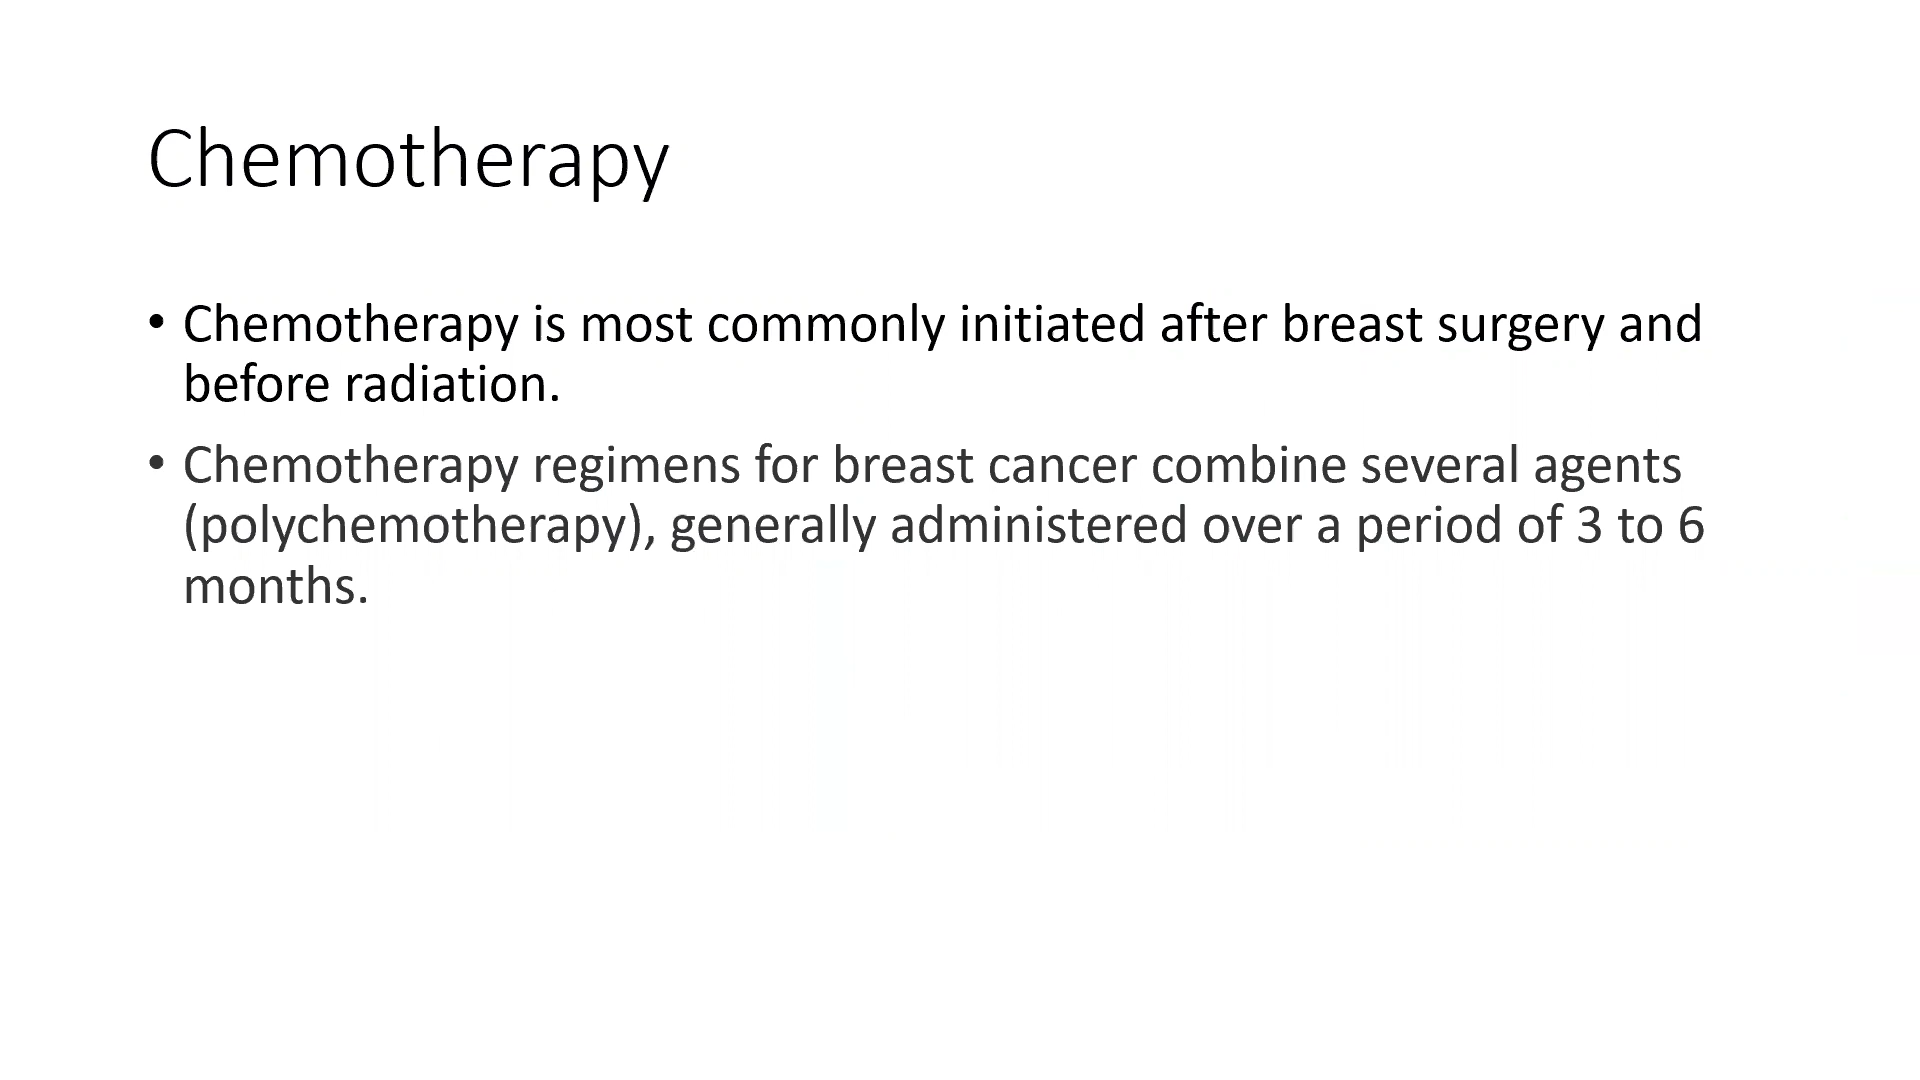 Chemotherapy
• Chemotherapy is most commonly initiated after breast surgery and
before radiation.
• Chemotherapy regimens for breast cancer combine several agents
(polychemotherapy), generally administered over a period of 3 to 6
months.